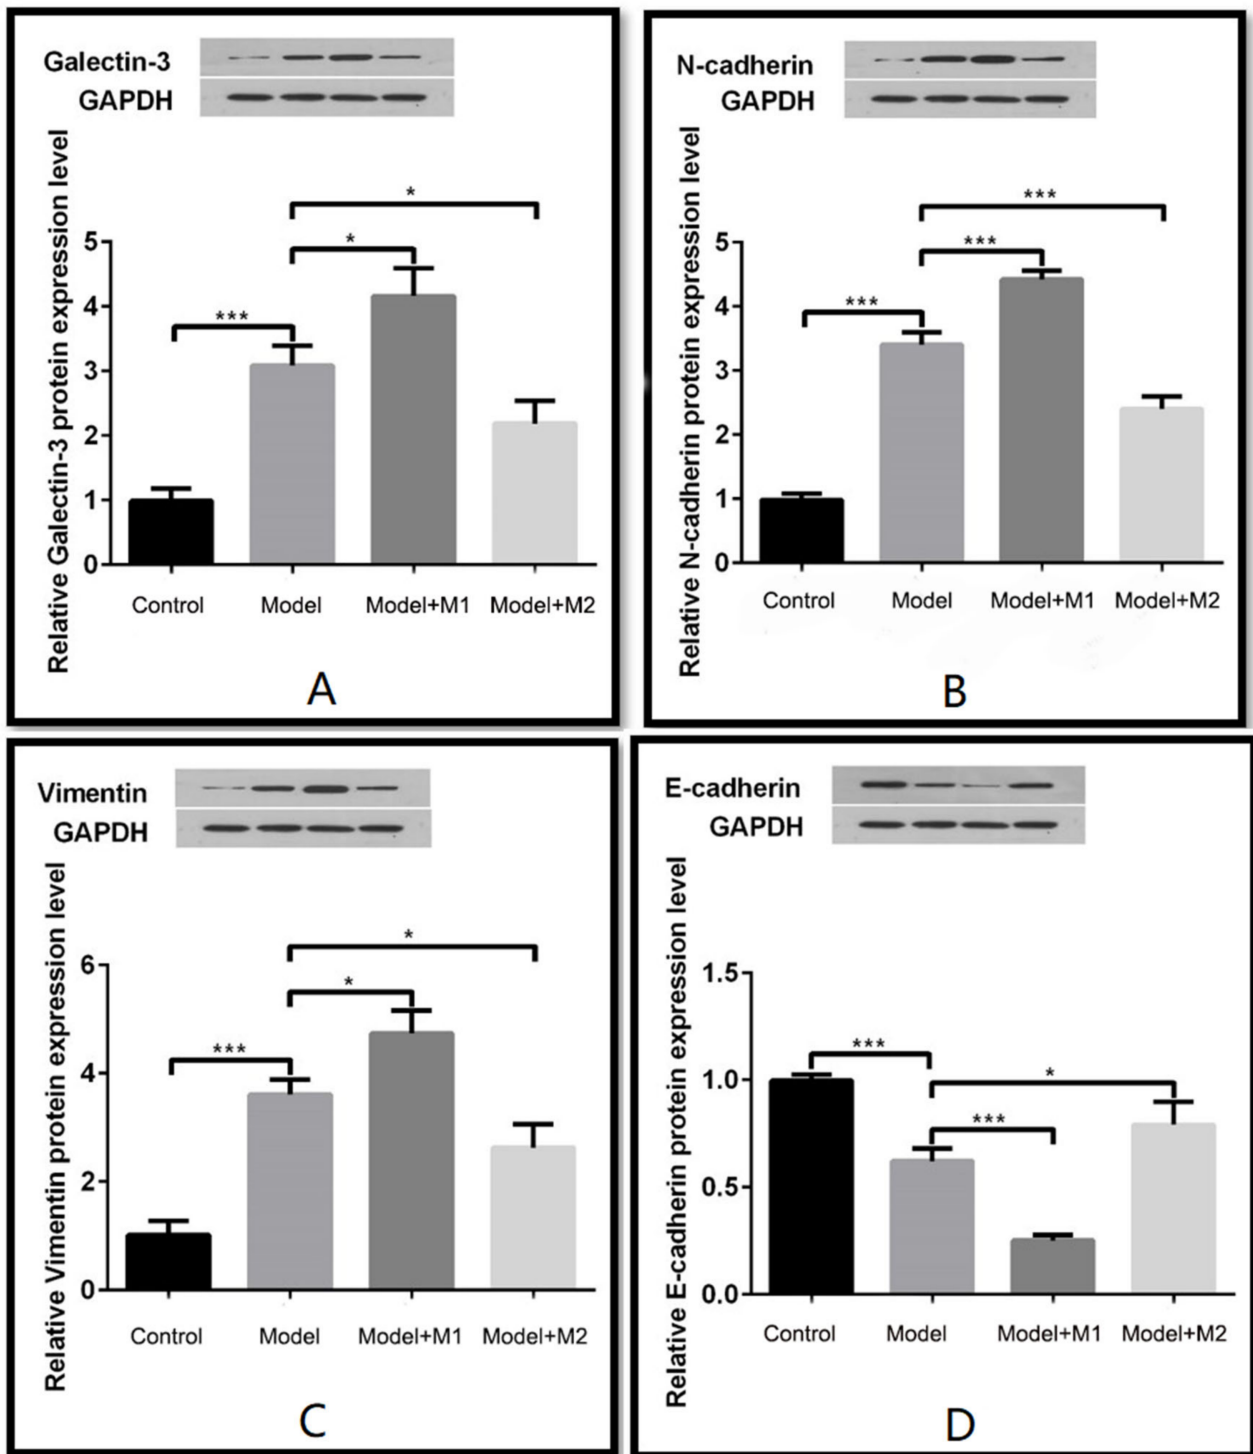 Galectin-3
GAPDH
Relative Galectin-3 protein expression level
*
*
***
5
4
3
2
1
0
Control Model Model+M1 Model+M2
A
N-cadherin
GAPDH
Relative N-cadherin protein expression level
***
***
***
5
4
3
2
1
0
Control Model Model+M1 Model+M2
B
Vimentin
GAPDH
Relative Vimentin protein expression level
*
*
***
6
4
2
0
Control Model Model+M1 Model+M2
C
E-cadherin
GAPDH
Relative E-cadherin protein expression level
***
*
***
1.5
1.0
0.5
0.0
Control Model Model+M1 Model+M2
D